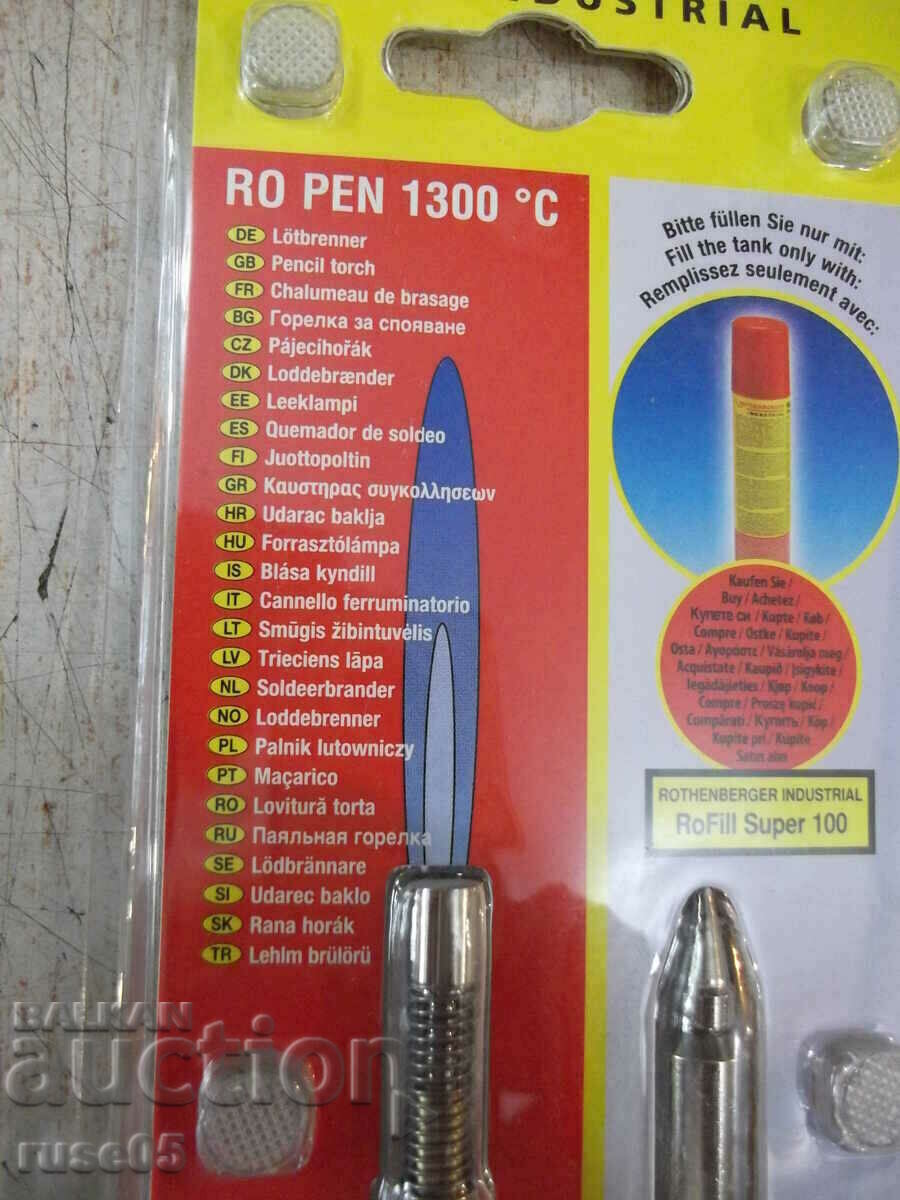 INDUSTRIAL
RO PEN 1300 °C
DE Lötbrenner
GB Pencil torch
FR Chalumeau de brasage
BG Горелка за спояване
CZ Pájecíhořák
DK Loddebrænder
EE Leeklampi
ES Quemador de soldeo
FI Juottopoltin
GR Καυστηρας συγκολλησεων
HR Udarac baklja
HU Forrasztólámpa
IS Blása kyndill
IT Cannello ferruminatorio
LT Smūgis žibintuvėlis
LV Trieciens lāpa
NL Soldeerbrander
NO Loddebrenner
PL Palnik lutowniczy
PT Maçarico
RO Lovitură torta
RU Паяльная горелка
SE Lödbrännare
SI Udarec baklo
SK Rana horák
TR Lehlm brülörü
Bitte füllen Sie nur mit:
Fill the tank only with:
Remplissez seulement avec:
Kaufen Sie /
Buy / Achetez /
Купете си / Kupte / Køb /
Compre / Ostke / Kupite /
Osta / Αγοράστε / Vásárolja meg /
Acquistate / Kaupið / Įsigykite /
Iegādājieties / Kjøp / Koop /
Compre / Proszę kupić /
Compărați / Купить / Köp /
Kupite pri / Kupite
Satın alın
ROTHENBERGER INDUSTRIAL
RoFill Super 100
BALKAN
auction
ruse05